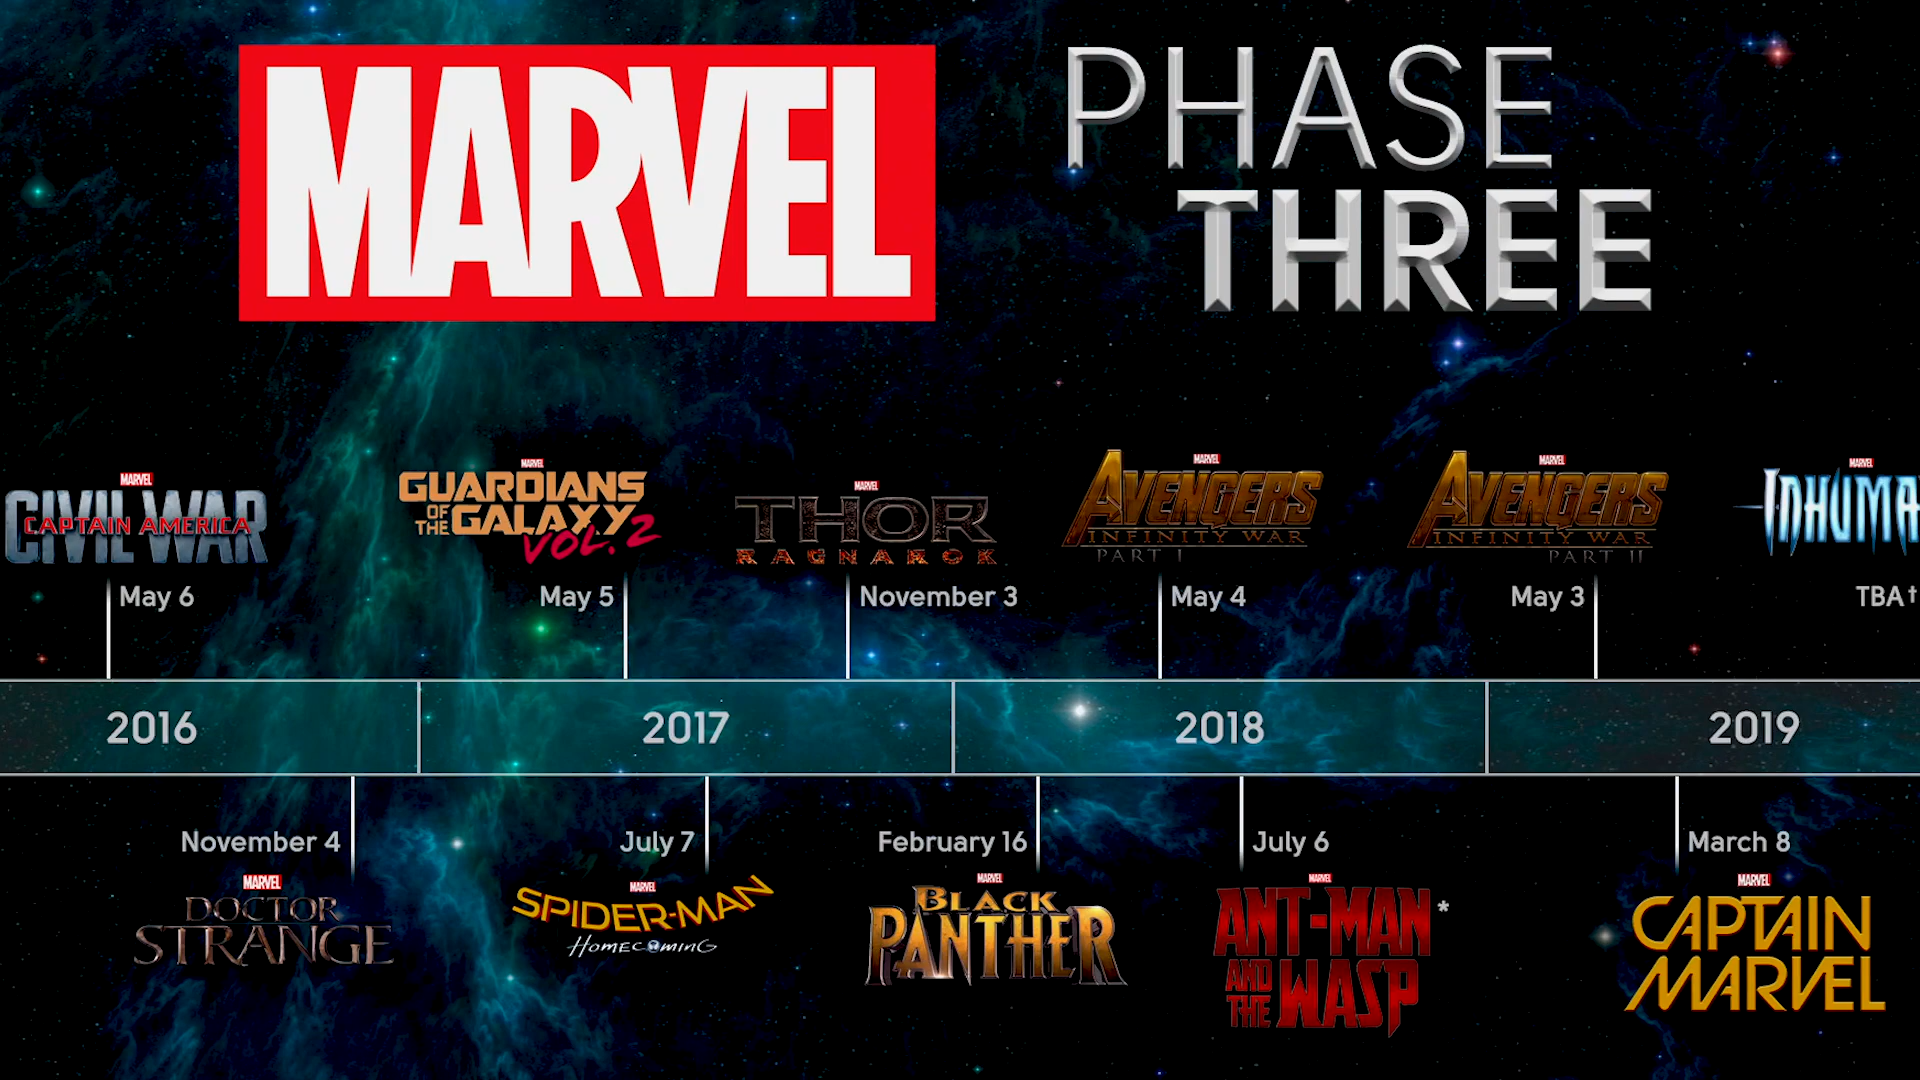 MARVEL
PHASE
THREE
MARVEL
CIVIL WAR
CAPTAIN AMERICA
May 6
MARVEL
GUARDIANS
OF THE GALAXY
VOL. 2
May 5
MARVEL
THOR
RAGNAROK
November 3
MARVEL
AVENGERS
INFINITY WAR
PART I
May 4
MARVEL
AVENGERS
INFINITY WAR
PART II
May 3
MARVEL
INHUMA
TBA†
2016
2017
2018
2019
November 4
MARVEL
DOCTOR
STRANGE
July 7
MARVEL
SPIDER-MAN
HOMECOMING
February 16
MARVEL
BLACK
PANTHER
July 6
MARVEL
ANT-MAN*
AND THE WASP
March 8
MARVEL
CAPTAIN
MARVEL